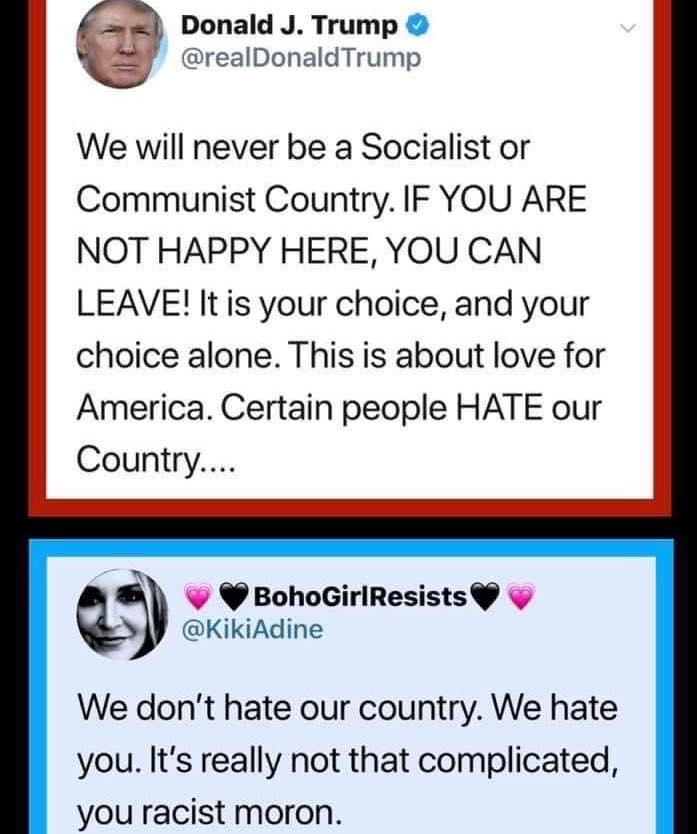 Donald J. Trump
@realDonaldTrump
We will never be a Socialist or
Communist Country. IF YOU ARE
NOT HAPPY HERE, YOU CAN
LEAVE! It is your choice, and your
choice alone. This is about love for
America. Certain people HATE our
Country....
💗🖤BohoGirlResists🖤💗
@KikiAdine
We don't hate our country. We hate
you. It's really not that complicated,
you racist moron.